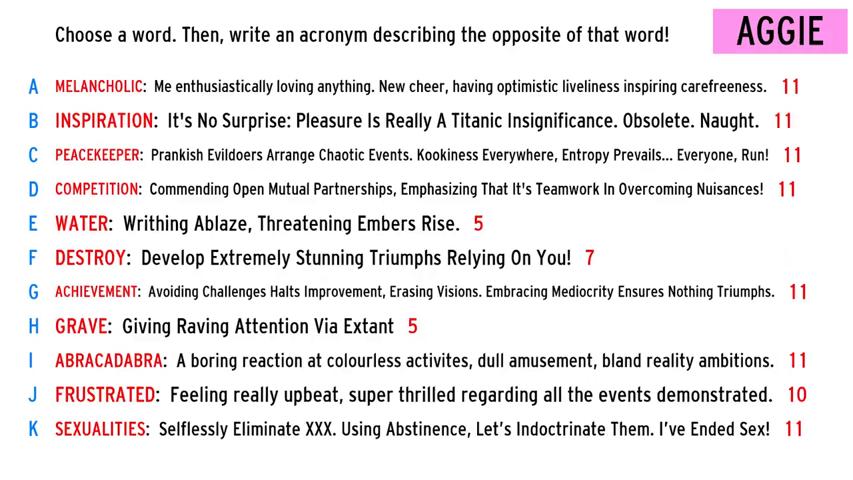 Choose a word. Then, write an acronym describing the opposite of that word!
AGGIE
A MELANCHOLIC: Me enthusiastically loving anything. New cheer, having optimistic liveliness inspiring carefreeness. 11
B INSPIRATION: It's No Surprise: Pleasure Is Really A Titanic Insignificance. Obsolete. Naught. 11
C PEACEKEEPER: Prankish Evildoers Arrange Chaotic Events. Kookiness Everywhere, Entropy Prevails... Everyone, Run! 11
D COMPETITION: Commending Open Mutual Partnerships, Emphasizing That It's Teamwork In Overcoming Nuisances! 11
E WATER: Writhing Ablaze, Threatening Embers Rise. 5
F DESTROY: Develop Extremely Stunning Triumphs Relying On You! 7
G ACHIEVEMENT: Avoiding Challenges Halts Improvement, Erasing Visions. Embracing Mediocrity Ensures Nothing Triumphs. 11
H GRAVE: Giving Raving Attention Via Extant 5
I ABRACADABRA: A boring reaction at colourless activites, dull amusement, bland reality ambitions. 11
J FRUSTRATED: Feeling really upbeat, super thrilled regarding all the events demonstrated. 10
K SEXUALITIES: Selflessly Eliminate XXX. Using Abstinence, Let's Indoctrinate Them. I've Ended Sex! 11